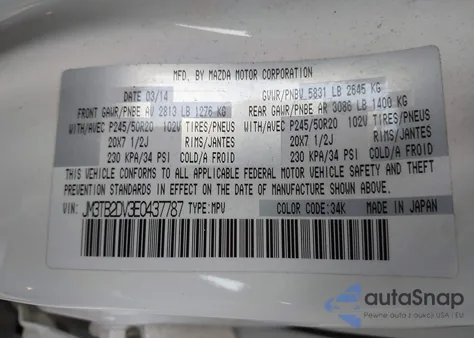 MFD. BY MAZDA MOTOR CORPORATION
DATE 03/14 GVWR/PNBV 5831 LB 2645 KG
FRONT GAWR/PNBE AV 2813 LB 1276 KG REAR GAWR/PNBE AR 3086 LB 1400 KG
WITH/AVEC P245/50R20 102V TIRES/PNEUS WITH/AVEC P245/50R20 102V TIRES/PNEUS
20X7 1/2J RIMS/JANTES 20X7 1/2J RIMS/JANTES
230 KPA/34 PSI COLD/A FROID 230 KPA/34 PSI COLD/A FROID
THIS VEHICLE CONFORMS TO ALL APPLICABLE FEDERAL MOTOR VEHICLE SAFETY AND THEFT
PREVENTION STANDARDS IN EFFECT ON THE DATE OF MANUFACTURE SHOWN ABOVE.
VIN: JM3TB2DV3E0437787 TYPE: MPV COLOR CODE: 34K MADE IN JAPAN
autoSnap
Pewne auta z aukcji USA i EU